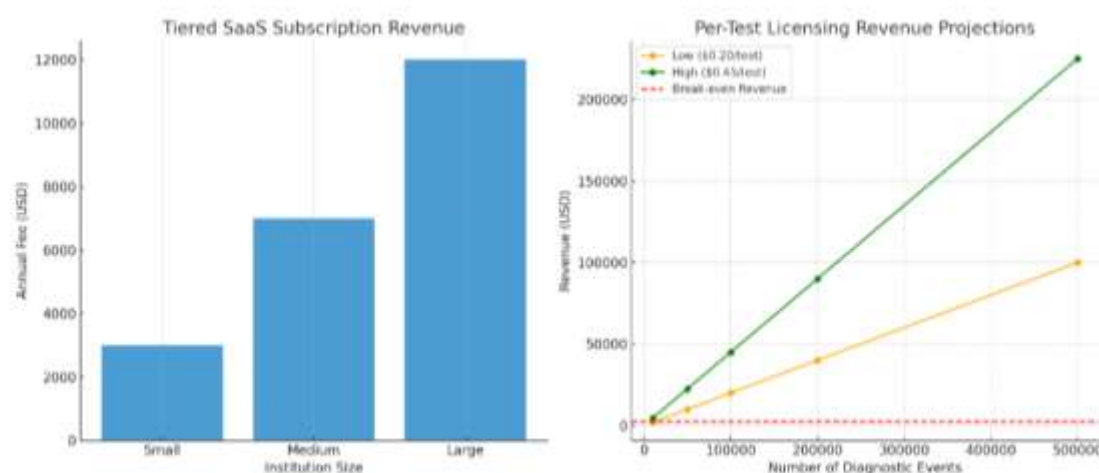 Tiered SaaS Subscription Revenue
12000
10000
8000
6000
4000
2000
0
Annual Fee (USD)
Small
Medium
Large
Institution Size
Per-Test Licensing Revenue Projections
Low ($0.20/test)
High ($0.45/test)
Break-even Revenue
200000
150000
100000
50000
0
Revenue (USD)
0
100000
200000
300000
400000
500000
Number of Diagnostic Events